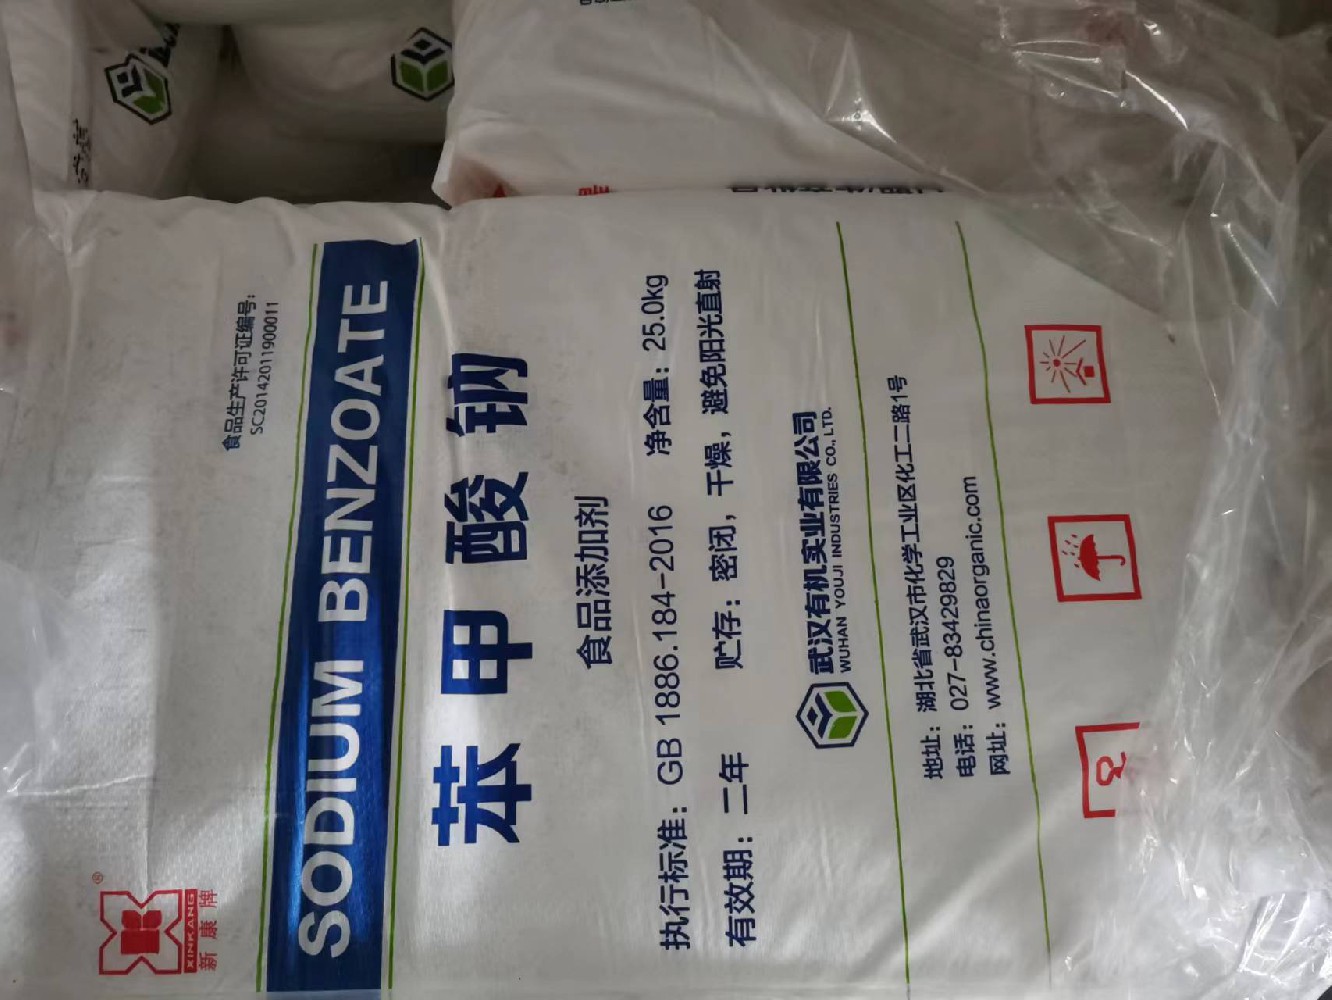 新康牌
XINKANG
®
食品生产许可证编号：
SC20142011900011
SODIUM BENZOATE
苯甲酸钠
食品添加剂
执行标准：GB 1886.184-2016 净含量：25.0kg
有效期：二年 贮存：密闭，干燥，避免阳光直射
武汉有机实业有限公司
WUHAN YOUJI INDUSTRIES CO., LTD.
地址：湖北省武汉市化学工业区化工二路1号
电话：027-83429829
网址：www.chinaorganic.com